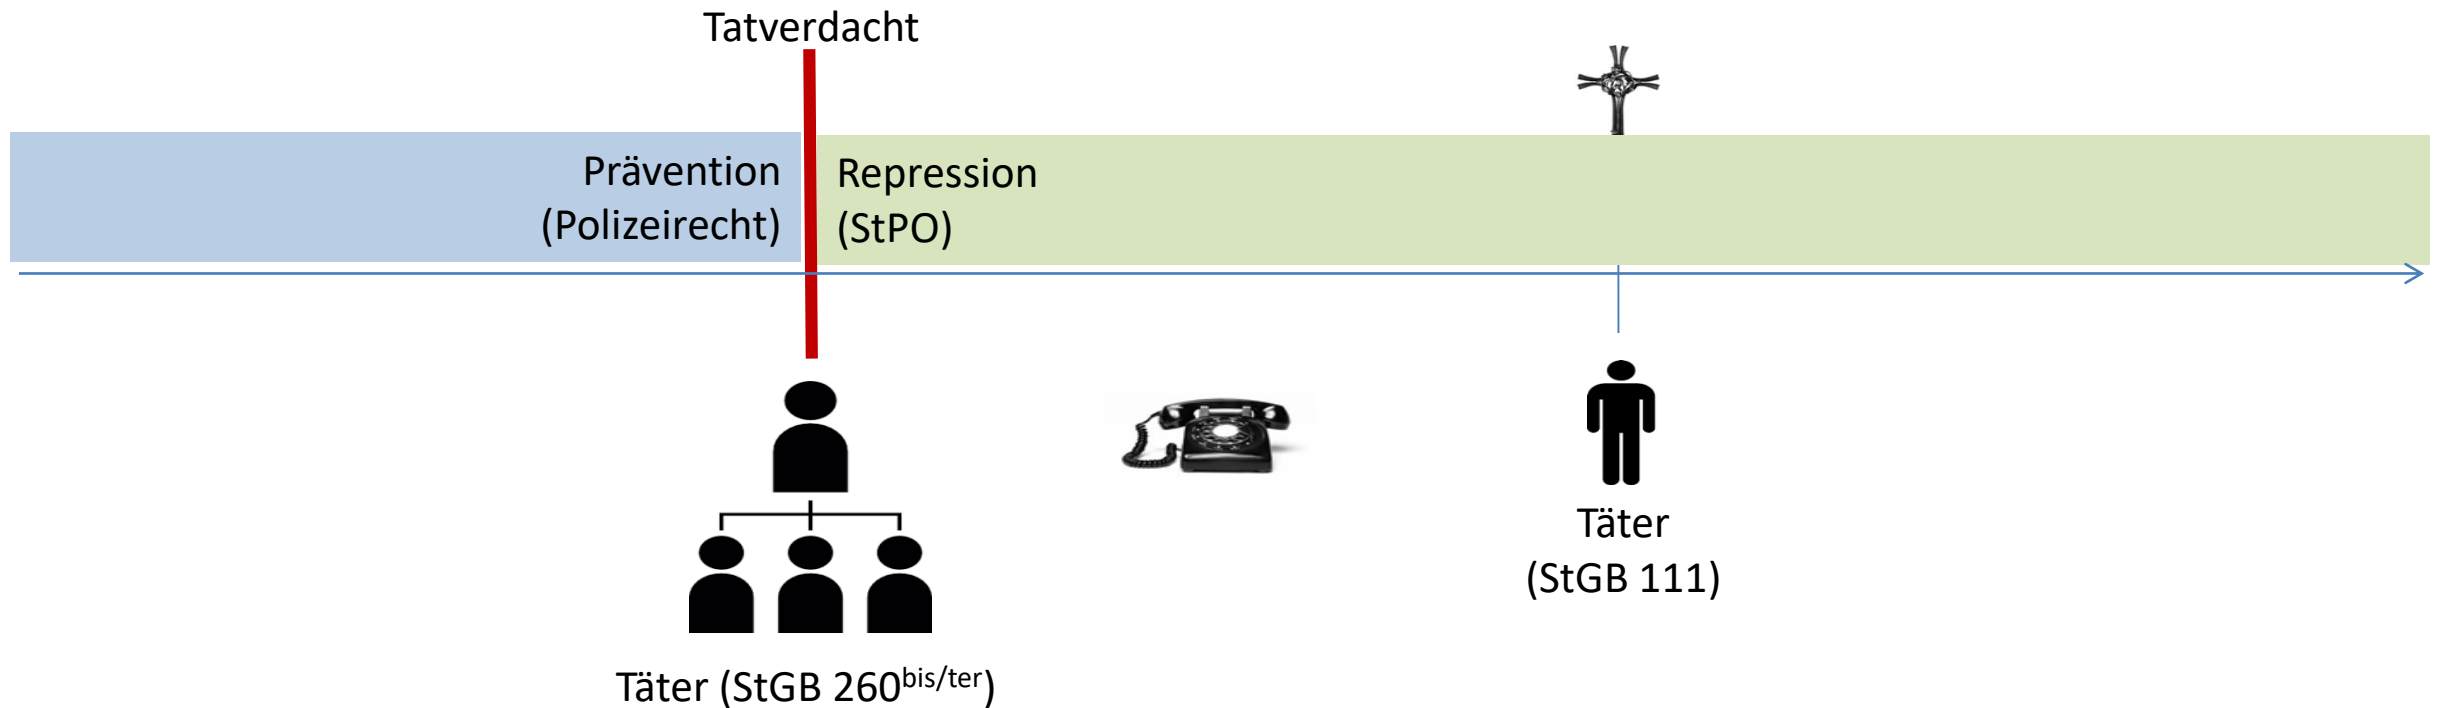 Tatverdacht
Prävention
(Polizeirecht)
Repression
(StPO)
Täter
(StGB 111)
Täter (StGB 260bis/ter)